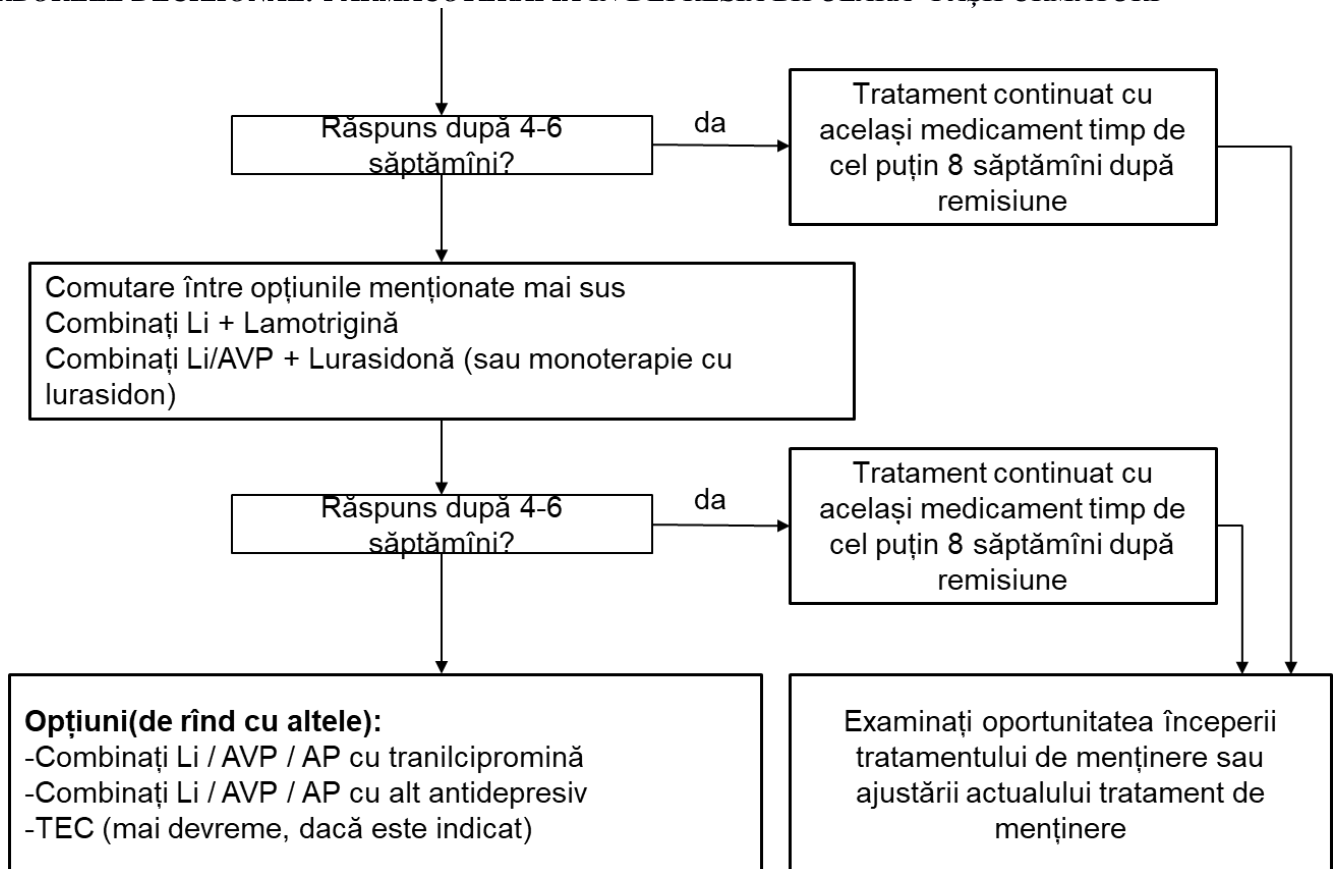 Răspuns după 4-6
săptămîni?
da
Tratament continuat cu
același medicament timp de
cel puțin 8 săptămîni după
remisiune
Comutare între opțiunile menționate mai sus
Combinați Li + Lamotrigină
Combinați Li/AVP + Lurasidonă (sau monoterapie cu
lurasidon)
Răspuns după 4-6
săptămîni?
da
Tratament continuat cu
același medicament timp de
cel puțin 8 săptămîni după
remisiune
Opțiuni(de rînd cu altele):
-Combinați Li / AVP / AP cu tranilcipromină
-Combinați Li / AVP / AP cu alt antidepresiv
-TEC (mai devreme, dacă este indicat)
Examinați oportunitatea începerii
tratamentului de menținere sau
ajustării actualului tratament de
menținere